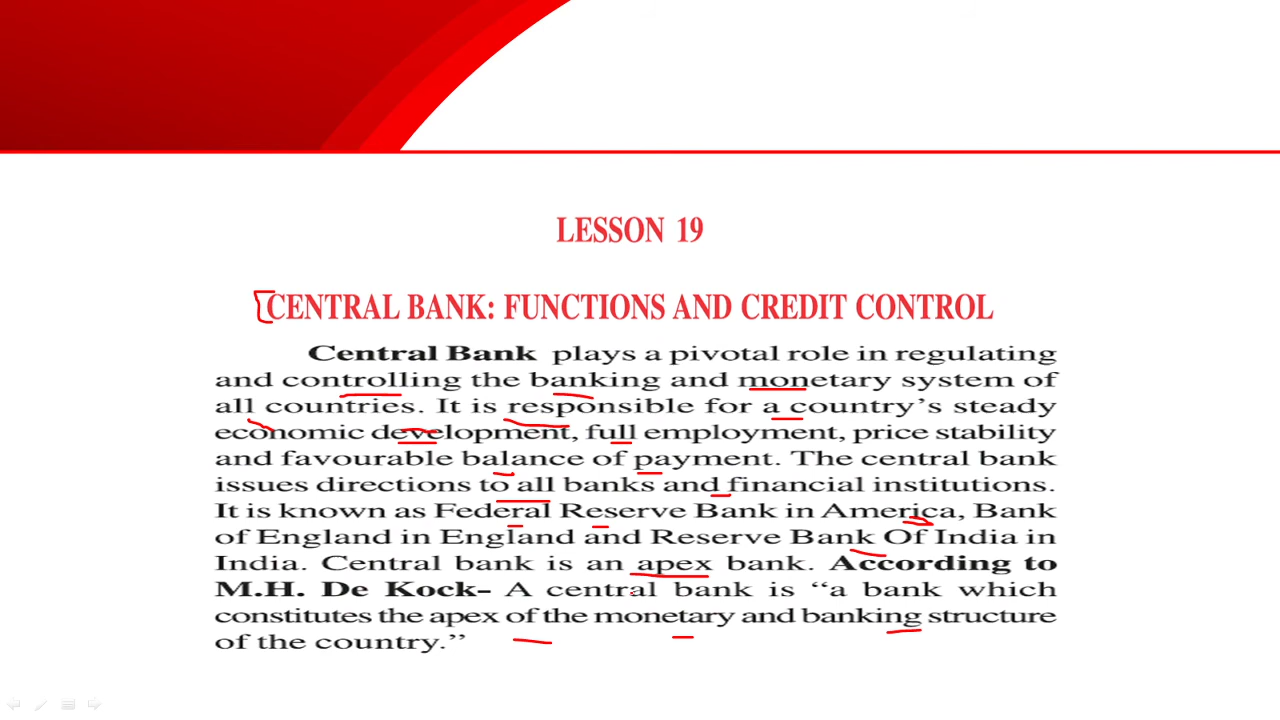 LESSON 19
CENTRAL BANK: FUNCTIONS AND CREDIT CONTROL
Central Bank plays a pivotal role in regulating
and controlling the banking and monetary system of
all countries. It is responsible for a country's steady
economic development, full employment, price stability
and favourable balance of payment. The central bank
issues directions to all banks and financial institutions.
It is known as Federal Reserve Bank in America, Bank
of England in England and Reserve Bank Of India in
India. Central bank is an apex bank. According to
M.H. De Kock- A central bank is “a bank which
constitutes the apex of the monetary and banking structure
of the country.”